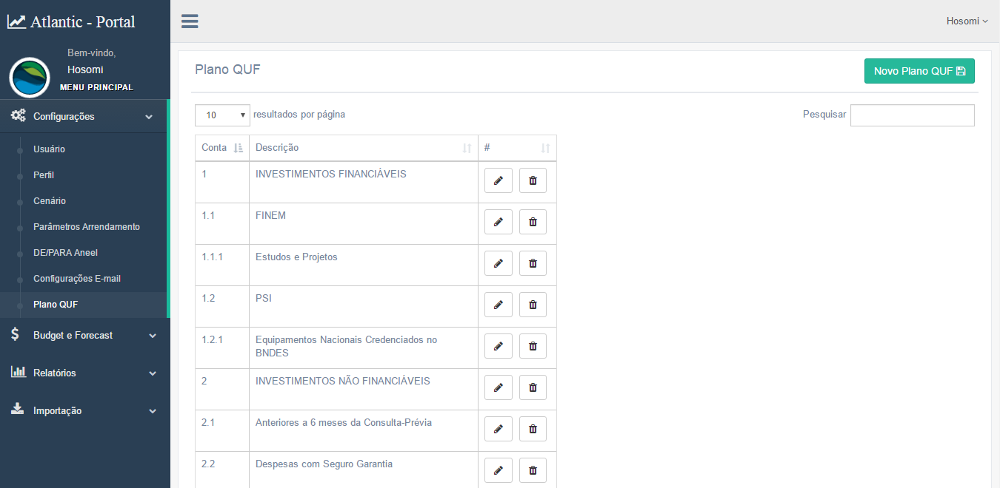 Atlantic - Portal
Bem-vindo,
Hosomi
MENU PRINCIPAL
Configurações
Usuário
Perfil
Cenário
Parâmetros Arrendamento
DE/PARA Aneel
Configurações E-mail
Plano QUF
Budget e Forecast
Relatórios
Importação
Hosomi
Plano QUF
Novo Plano QUF
10 resultados por página
Pesquisar
Conta Descrição #
1 INVESTIMENTOS FINANCIÁVEIS
1.1 FINEM
1.1.1 Estudos e Projetos
1.2 PSI
1.2.1 Equipamentos Nacionais Credenciados no
BNDES
2 INVESTIMENTOS NÃO FINANCIÁVEIS
2.1 Anteriores a 6 meses da Consulta-Prévia
2.2 Despesas com Seguro Garantia